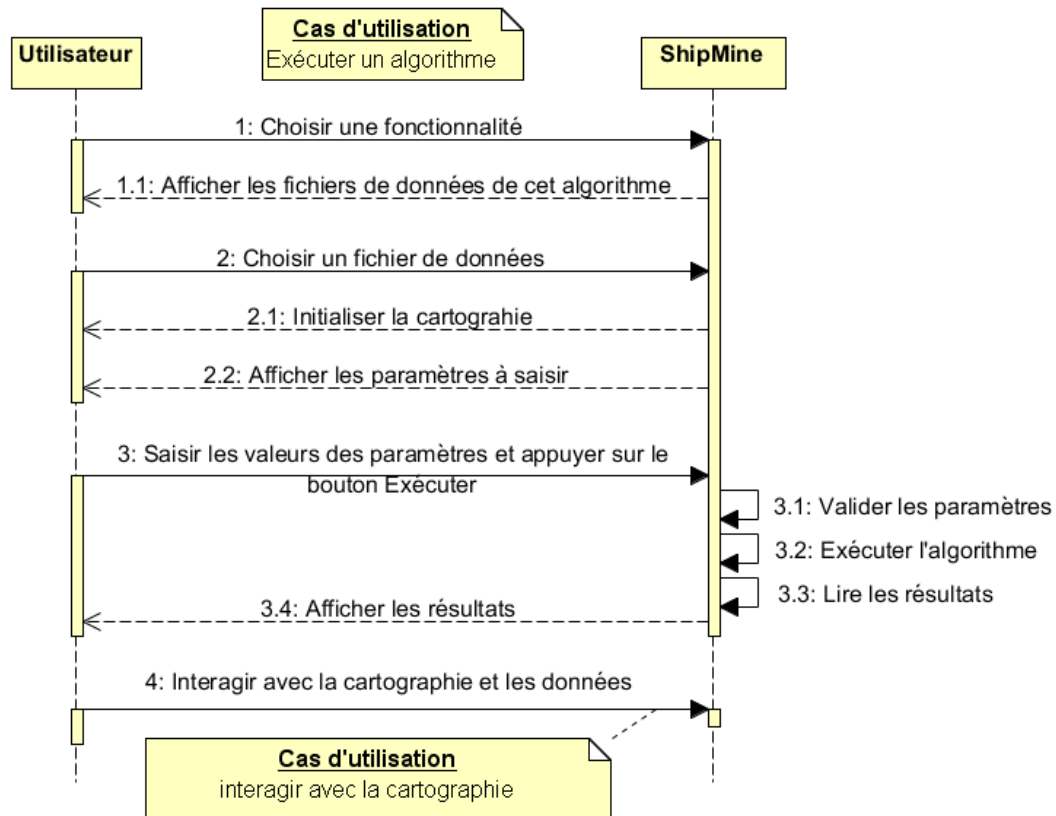 Cas d'utilisation
Exécuter un algorithme
Utilisateur
ShipMine
1: Choisir une fonctionnalité
1.1: Afficher les fichiers de données de cet algorithme
2: Choisir un fichier de données
2.1: Initialiser la cartograhie
2.2: Afficher les paramètres à saisir
3: Saisir les valeurs des paramètres et appuyer sur le
bouton Exécuter
3.1: Valider les paramètres
3.2: Exécuter l'algorithme
3.3: Lire les résultats
3.4: Afficher les résultats
4: Interagir avec la cartographie et les données
Cas d'utilisation
interagir avec la cartographie